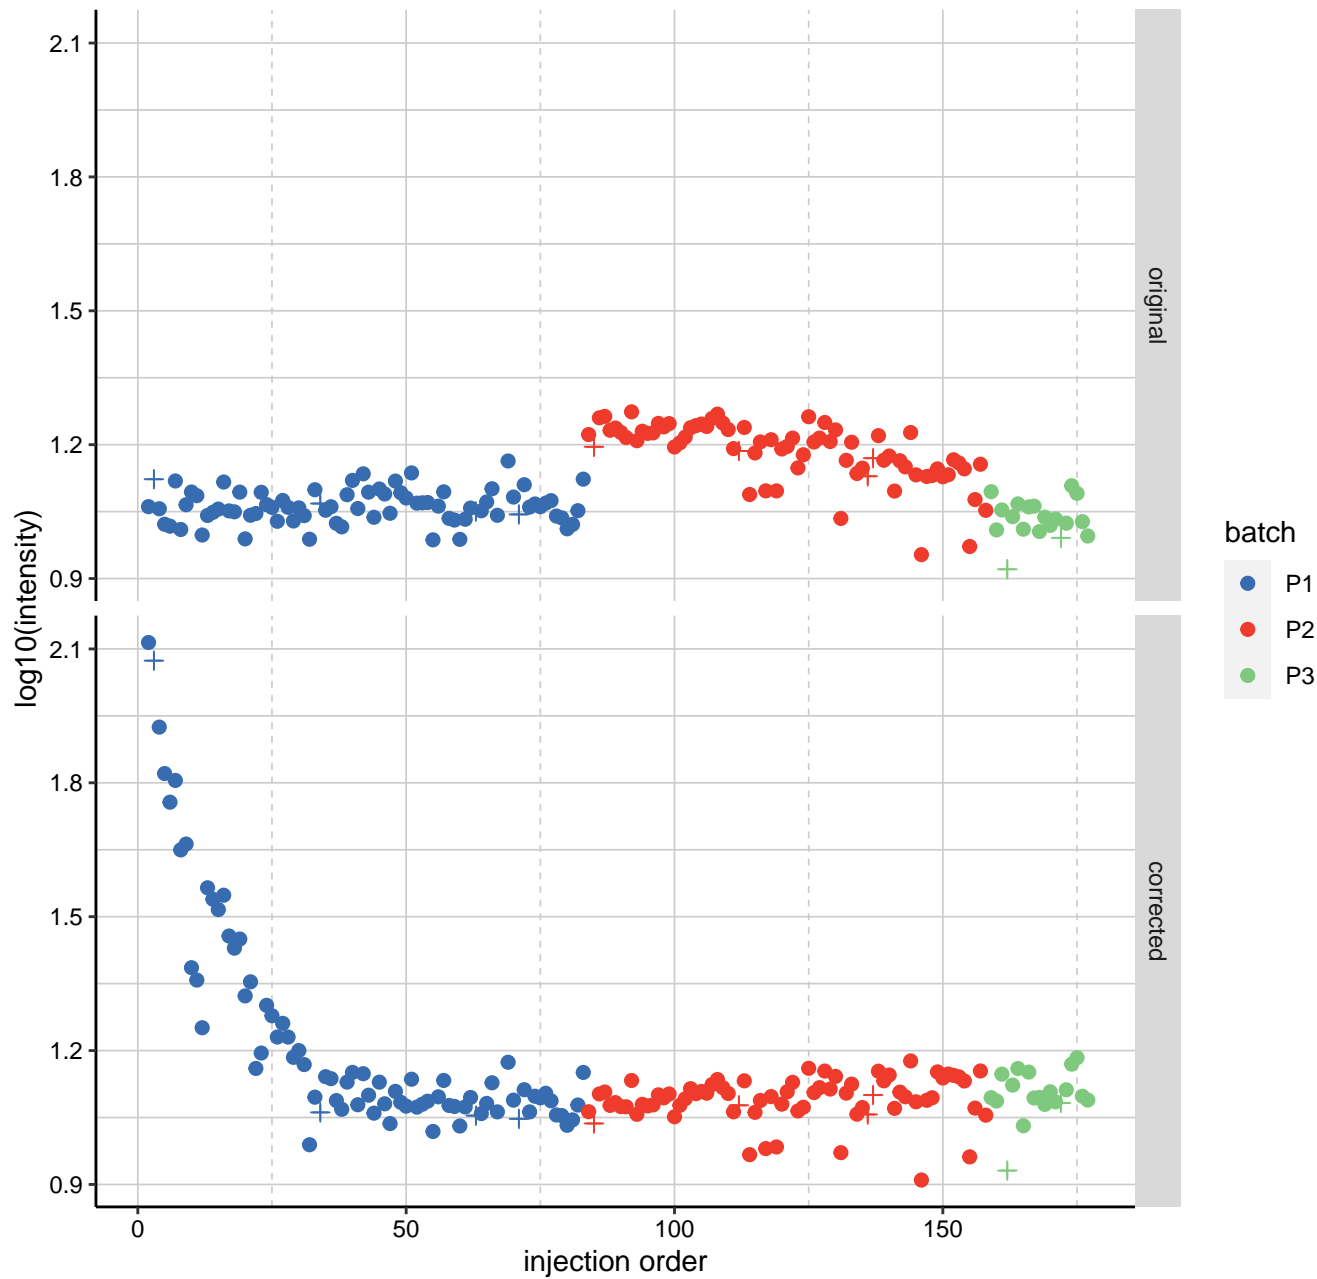 log10(intensity)
2.1
1.8
1.5
1.2
0.9
original
2.1
1.8
1.5
1.2
0.9
corrected
0
50
100
150
injection order
batch
P1
P2
P3